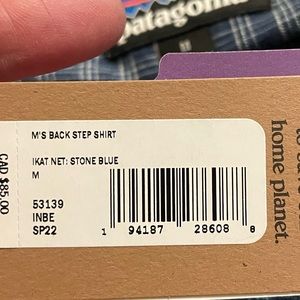 patagonia
M'S BACK STEP SHIRT
IKAT NET: STONE BLUE
M
53139
INBE
SP22
1 94187 28608 8
CAD $85.00
home planet.